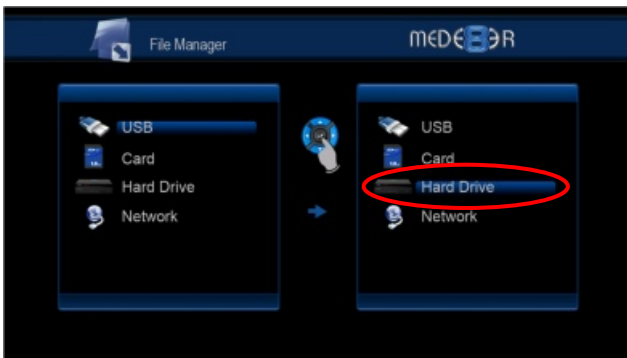 File Manager
MEDE8ER
USB
Card
Hard Drive
Network
USB
Card
Hard Drive
Network